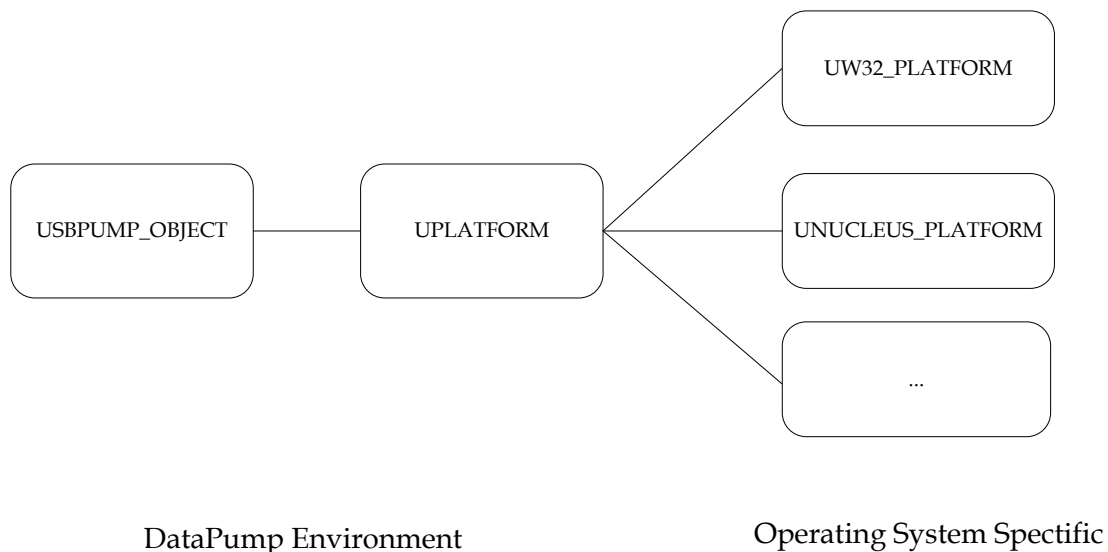 UW32_PLATFORM
USBPUMP_OBJECT
UPLATFORM
UNUCLEUS_PLATFORM
...
DataPump Environment
Operating System Spectific